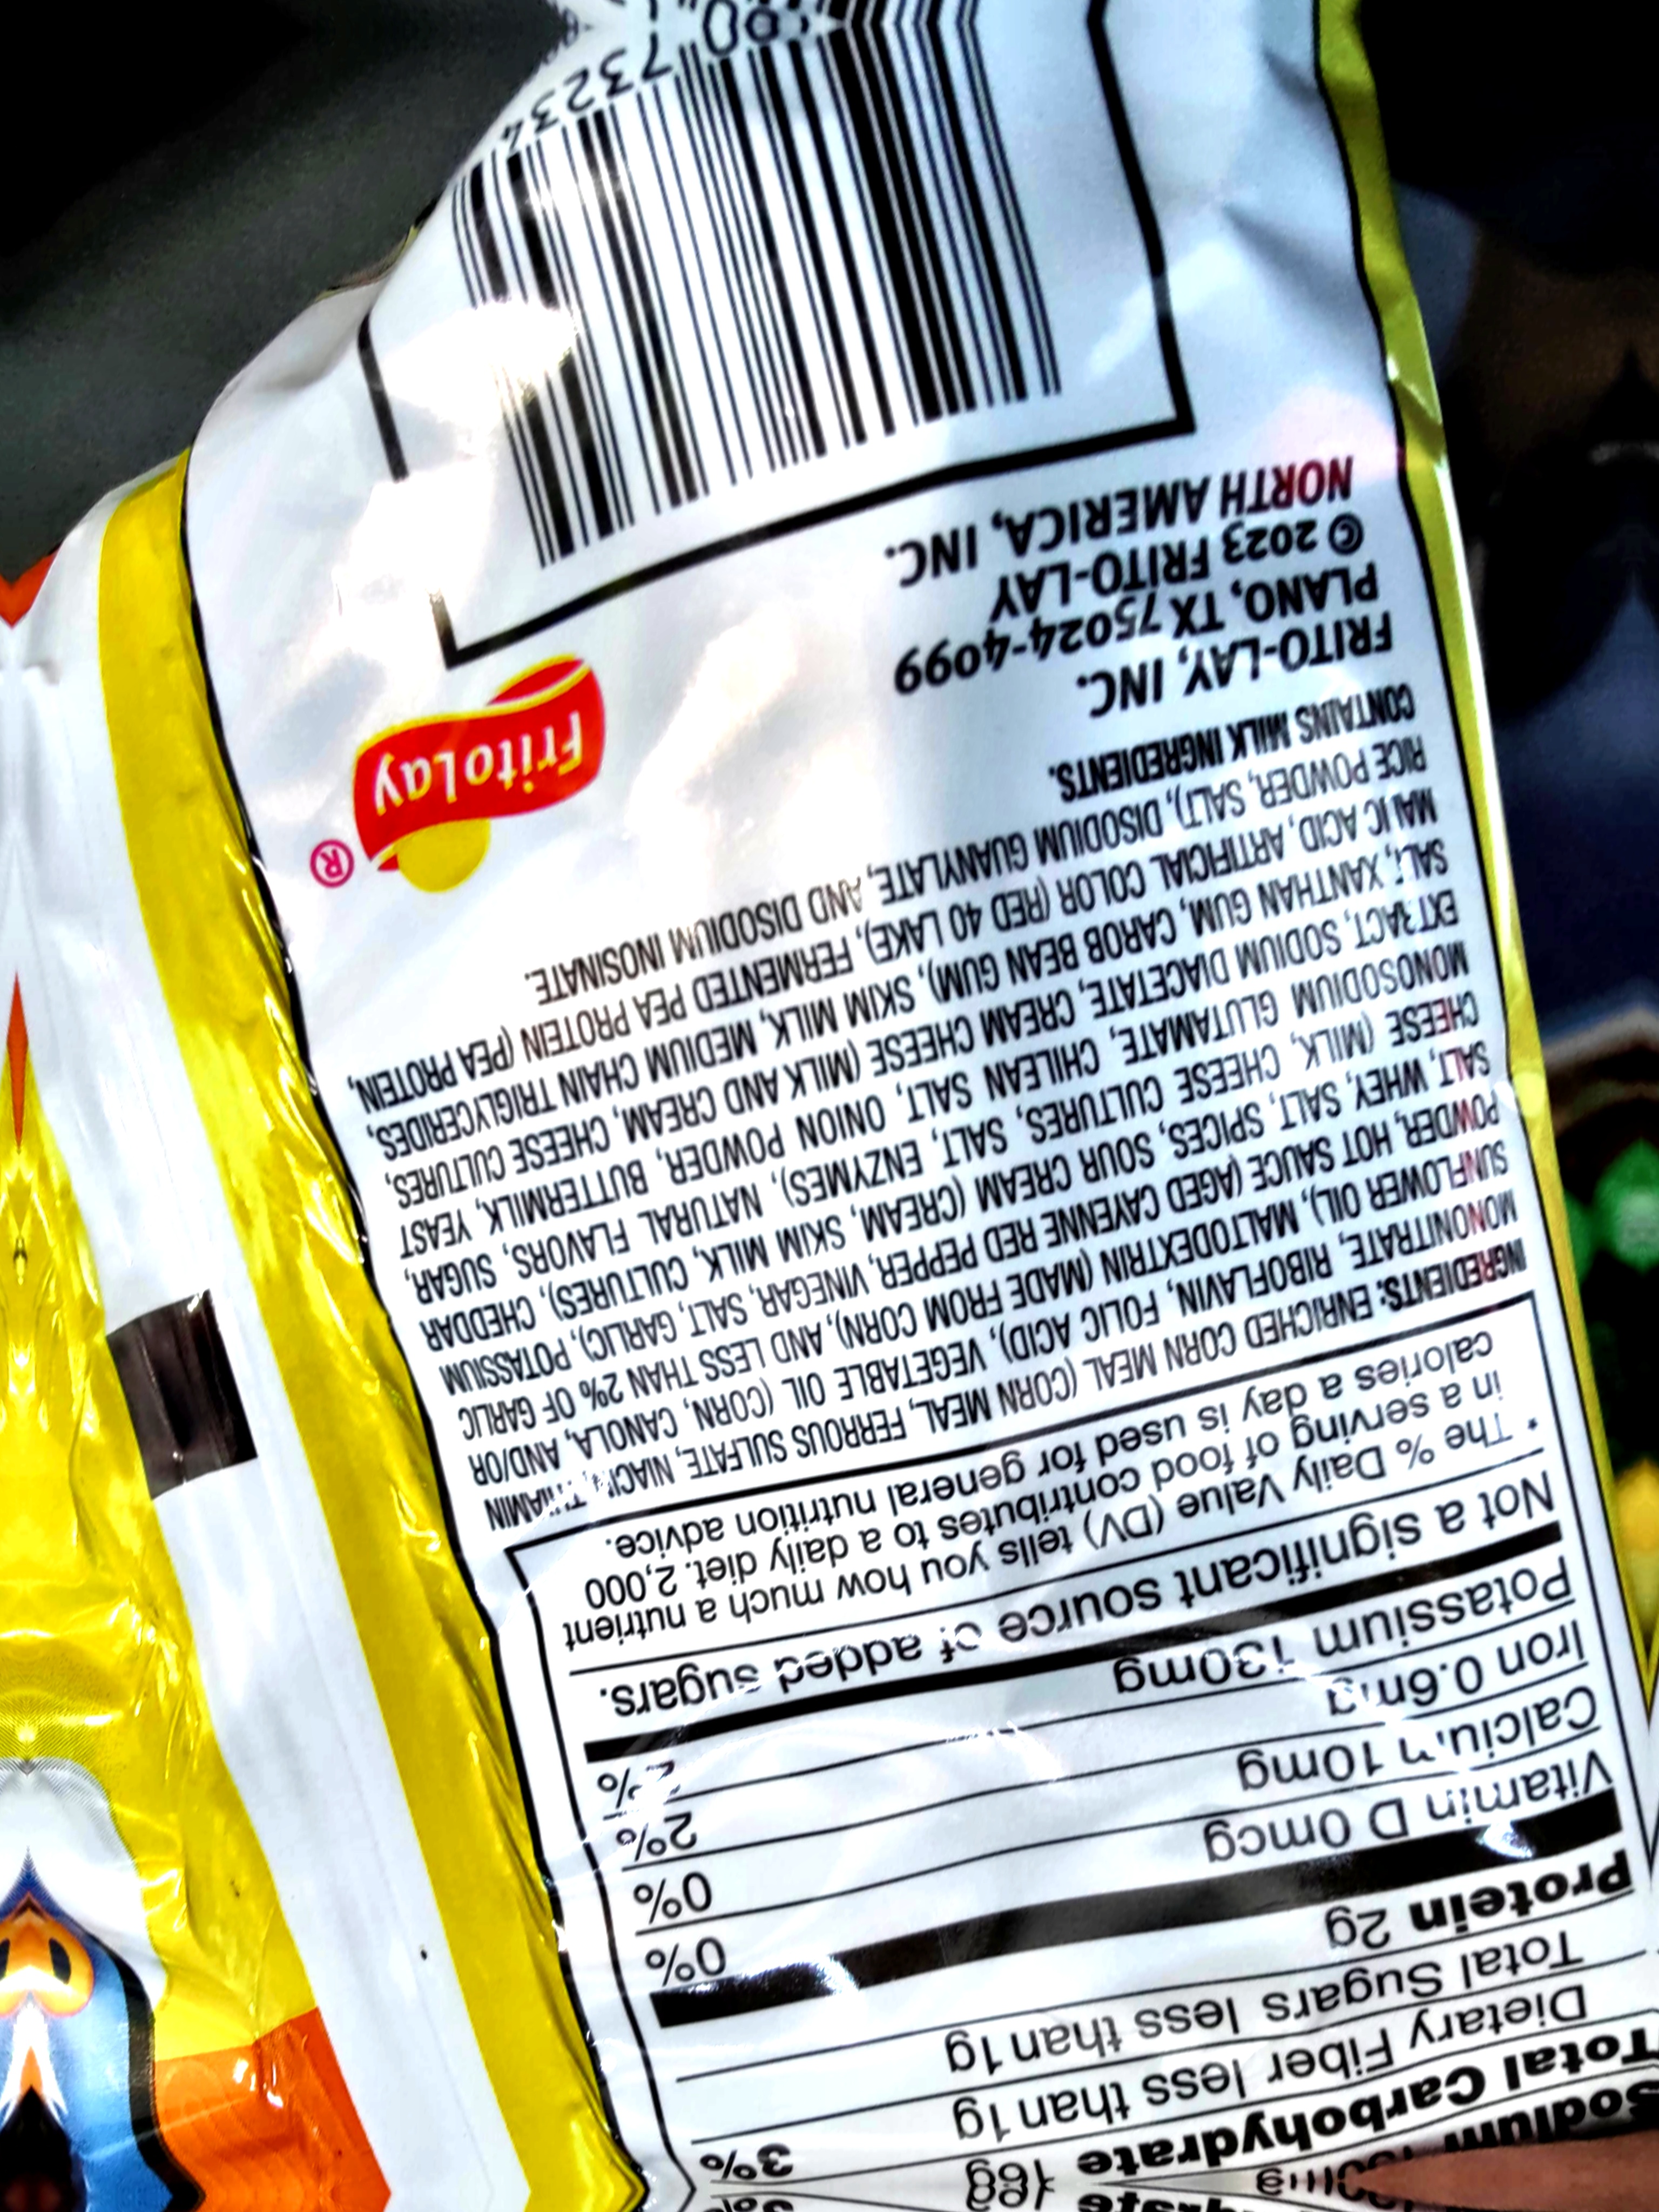 Total Carbohydrate 16g
Dietary Fiber less than 1g 3%
Total Sugars less than 1g
Protein 2g
Vitamin D 0mcg 0%
Calcium 10mg 0%
Iron 0.6mg 2%
Potassium 130mg 2%
Not a significant source of added sugars.
* The % Daily Value (DV) tells you how much a nutrient
in a serving of food contributes to a daily diet. 2,000
calories a day is used for general nutrition advice.
INGREDIENTS: ENRICHED CORN MEAL (CORN MEAL, FERROUS SULFATE, NIACIN, THIAMIN
MONONITRATE, RIBOFLAVIN, FOLIC ACID), VEGETABLE OIL (CORN, CANOLA, AND/OR
SUNFLOWER OIL), MALTODEXTRIN (MADE FROM CORN), AND LESS THAN 2% OF GARLIC
POWDER, HOT SAUCE (AGED CAYENNE RED PEPPER, VINEGAR, SALT, GARLIC), POTASSIUM
SALT, WHEY, SALT, SPICES, SOUR CREAM (CREAM, SKIM MILK, CULTURES), CHEDDAR
CHEESE (MILK, CHEESE CULTURES, SALT, ENZYMES), NATURAL FLAVORS, SUGAR,
MONOSODIUM GLUTAMATE, CHILEAN SALT, ONION POWDER, BUTTERMILK, YEAST
EXTRACT, SODIUM DIACETATE, CREAM CHEESE (MILK AND CREAM, CHEESE CULTURES,
SALT, XANTHAN GUM, CAROB BEAN GUM), SKIM MILK, MEDIUM CHAIN TRIGLYCERIDES,
MALIC ACID, ARTIFICIAL COLOR (RED 40 LAKE), FERMENTED PEA PROTEIN (PEA PROTEIN,
RICE POWDER, SALT), DISODIUM GUANYLATE, AND DISODIUM INOSINATE.
CONTAINS MILK INGREDIENTS.
FRITO-LAY, INC.
PLANO, TX 75024-4099
© 2023 FRITO-LAY
NORTH AMERICA, INC.
FritoLay ®
73234